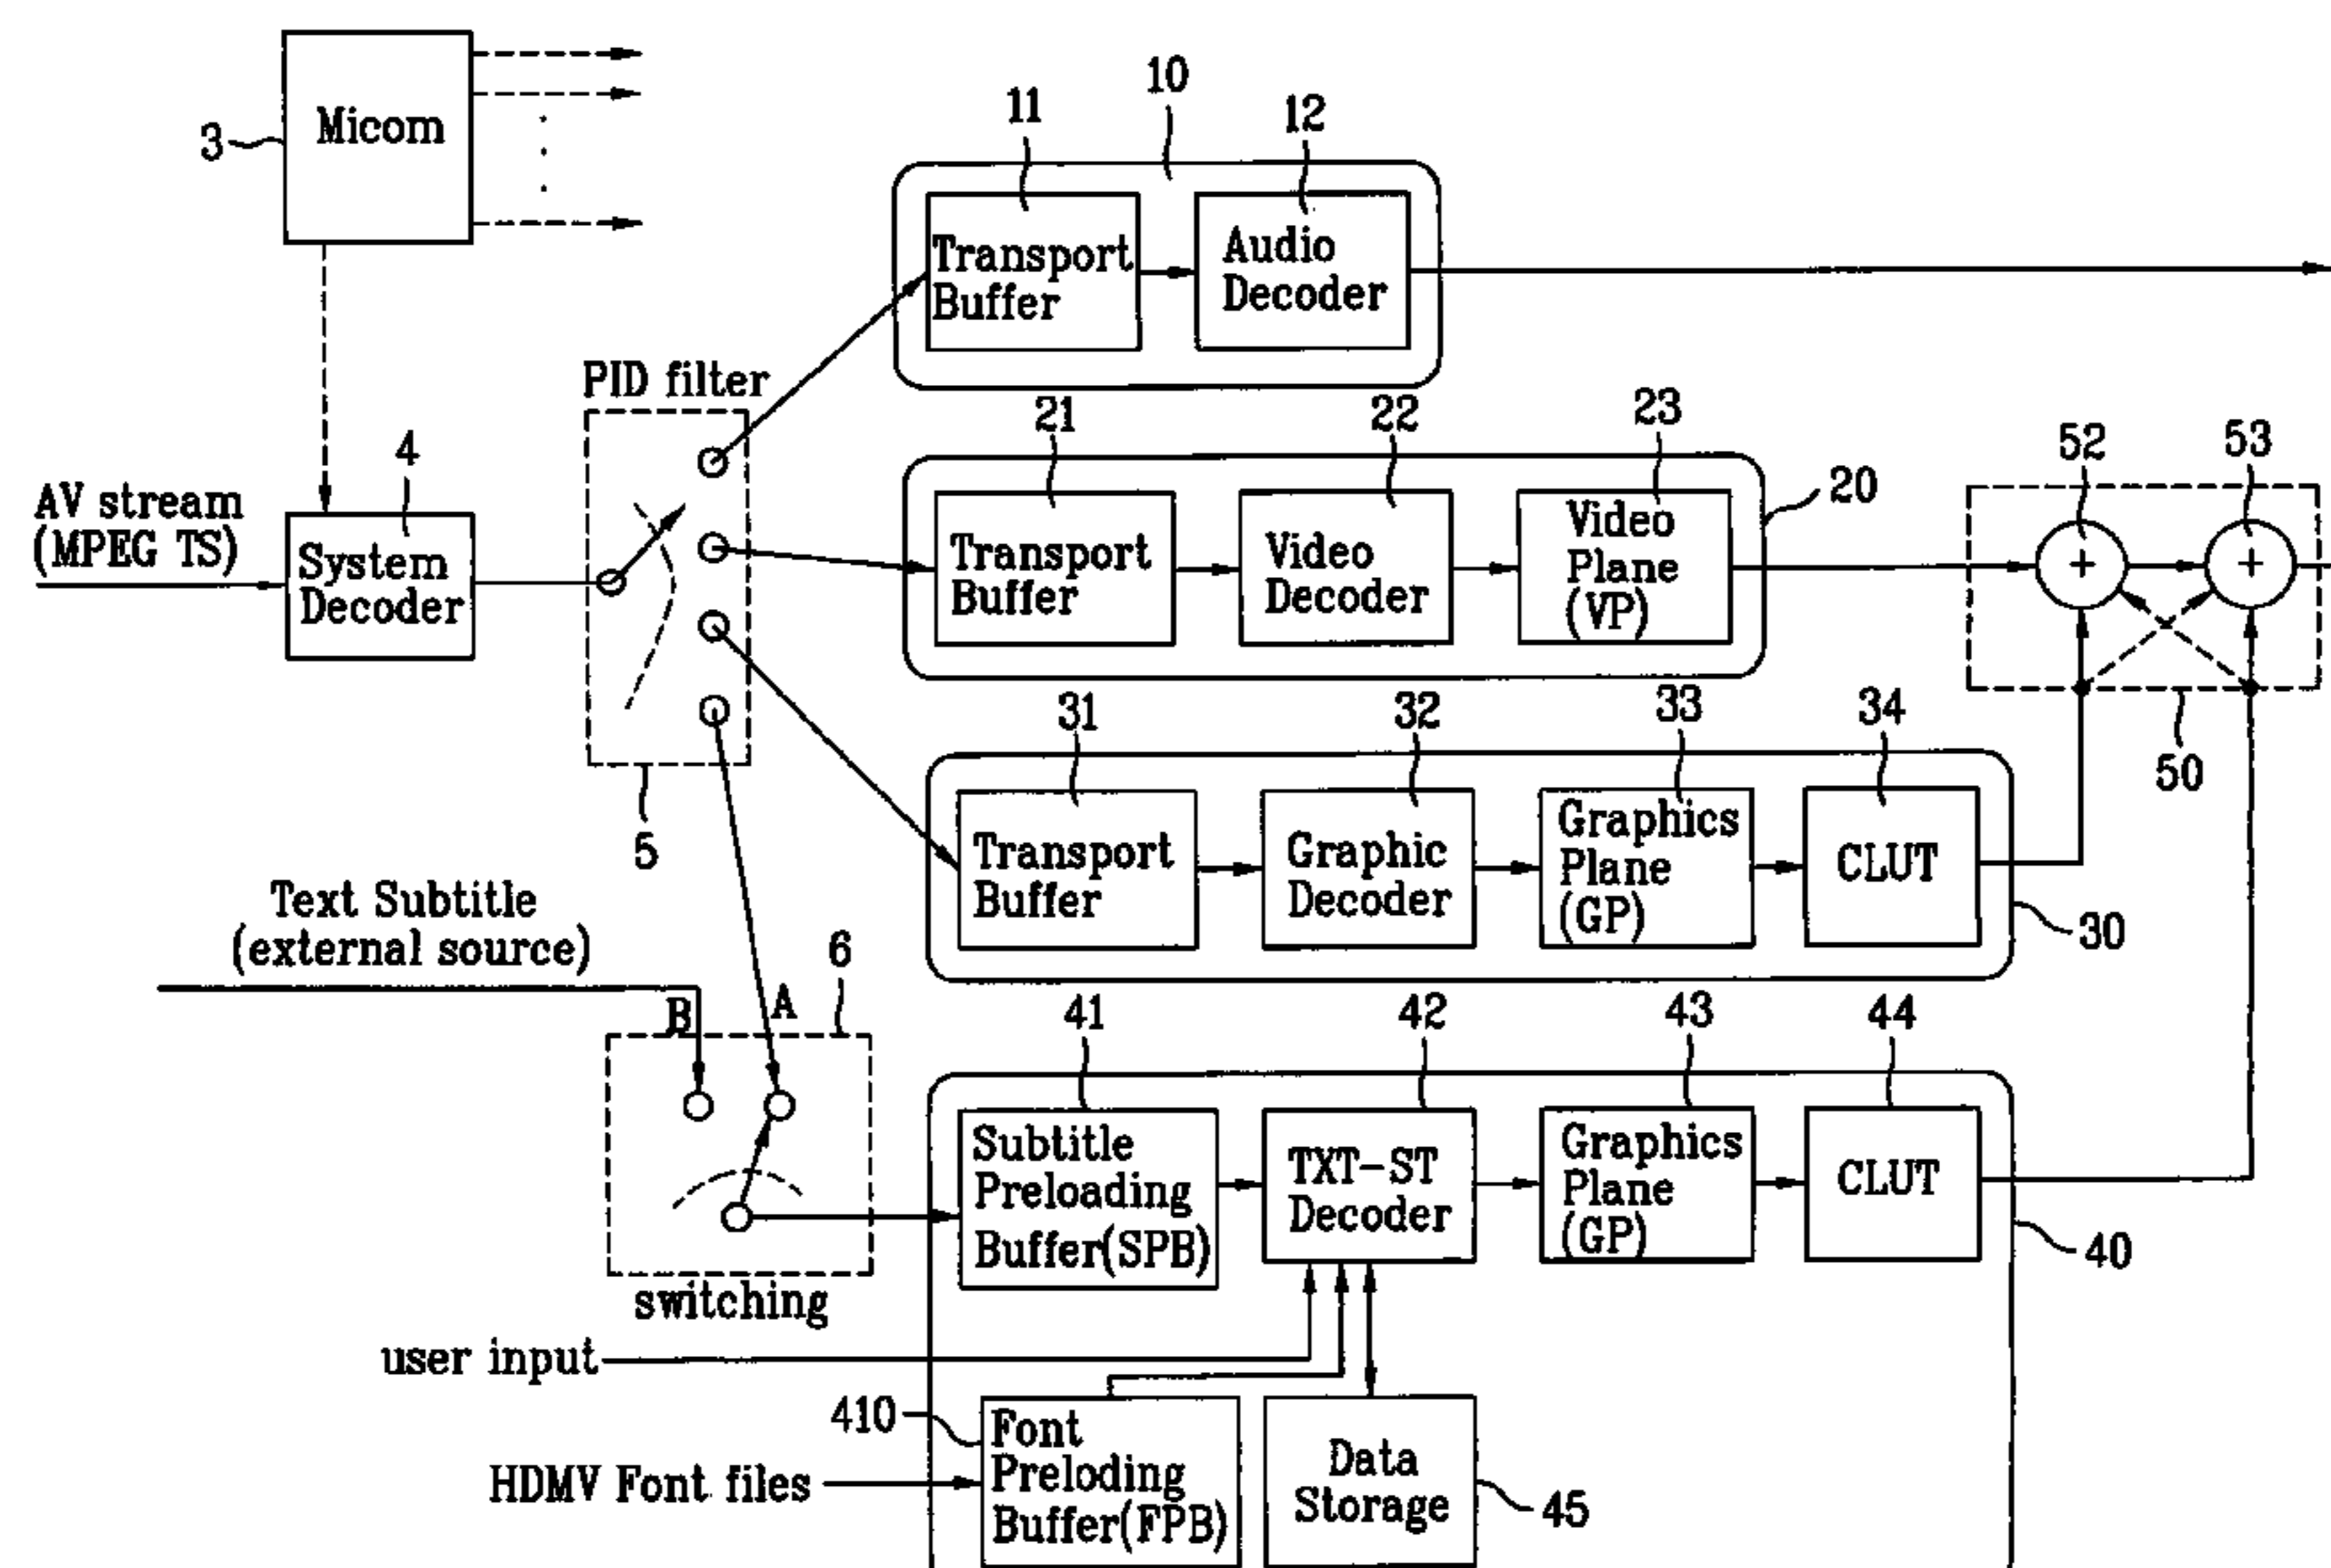 3
Micom
10
11
12
Transport
Buffer
Audio
Decoder
PID filter
AV stream
(MPEG TS)
4
System
Decoder
5
21
22
23
20
Transport
Buffer
Video
Decoder
Video
Plane
(VP)
52
53
+
+
50
31
32
33
34
Transport
Buffer
Graphic
Decoder
Graphics
Plane
(GP)
CLUT
30
Text Subtitle
(external source)
B
A
6
switching
41
42
43
44
Subtitle
Preloading
Buffer(SPB)
TXT-ST
Decoder
Graphics
Plane
(GP)
CLUT
40
user input
410
HDMV Font files
Font
Preloding
Buffer(FPB)
Data
Storage
45